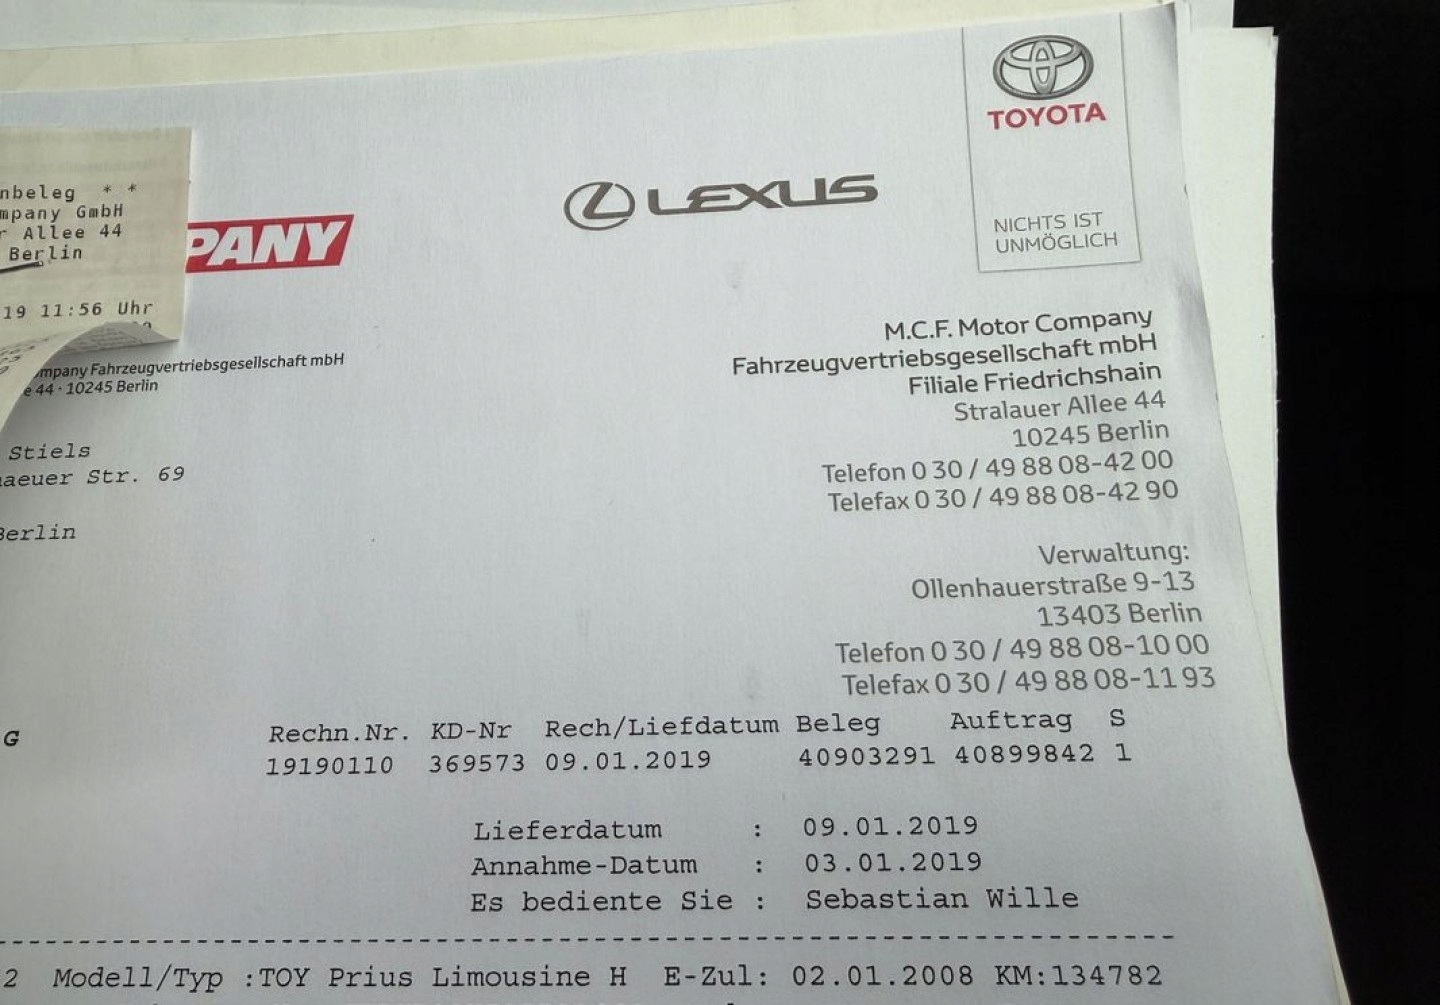 TOYOTA
LEXUS
NICHTS IST
UNMÖGLICH
nbeleg * *
mpany GmbH
r Allee 44
Berlin
19 11:56 Uhr
PANY
mpany Fahrzeugvertriebsgesellschaft mbH
e 44 · 10245 Berlin
M.C.F. Motor Company
Fahrzeugvertriebsgesellschaft mbH
Filiale Friedrichshain
Stralauer Allee 44
10245 Berlin
Telefon 0 30 / 49 88 08-42 00
Telefax 0 30 / 49 88 08-42 90
Stiels
aeuer Str. 69
Berlin
Verwaltung:
Ollenhauerstraße 9-13
13403 Berlin
Telefon 0 30 / 49 88 08-10 00
Telefax 0 30 / 49 88 08-11 93
G Rechn.Nr. KD-Nr Rech/Liefdatum Beleg Auftrag S
19190110 369573 09.01.2019 40903291 40899842 1
Lieferdatum : 09.01.2019
Annahme-Datum : 03.01.2019
Es bediente Sie : Sebastian Wille
2 Modell/Typ :TOY Prius Limousine H E-Zul: 02.01.2008 KM:134782